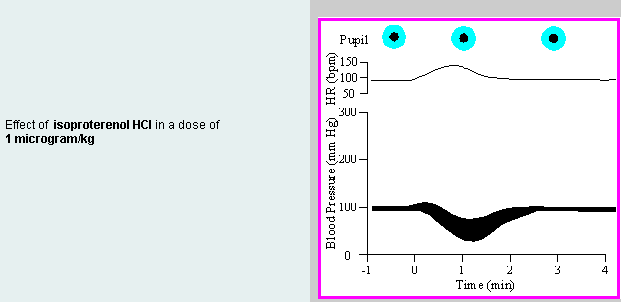 Effect of isoproterenol HCl in a dose of
1 microgram/kg
Pupil
HR (bpm)
150
100
50
Blood Pressure (mm Hg)
300
200
100
0
-1 0 1 2 3 4
Time (min)